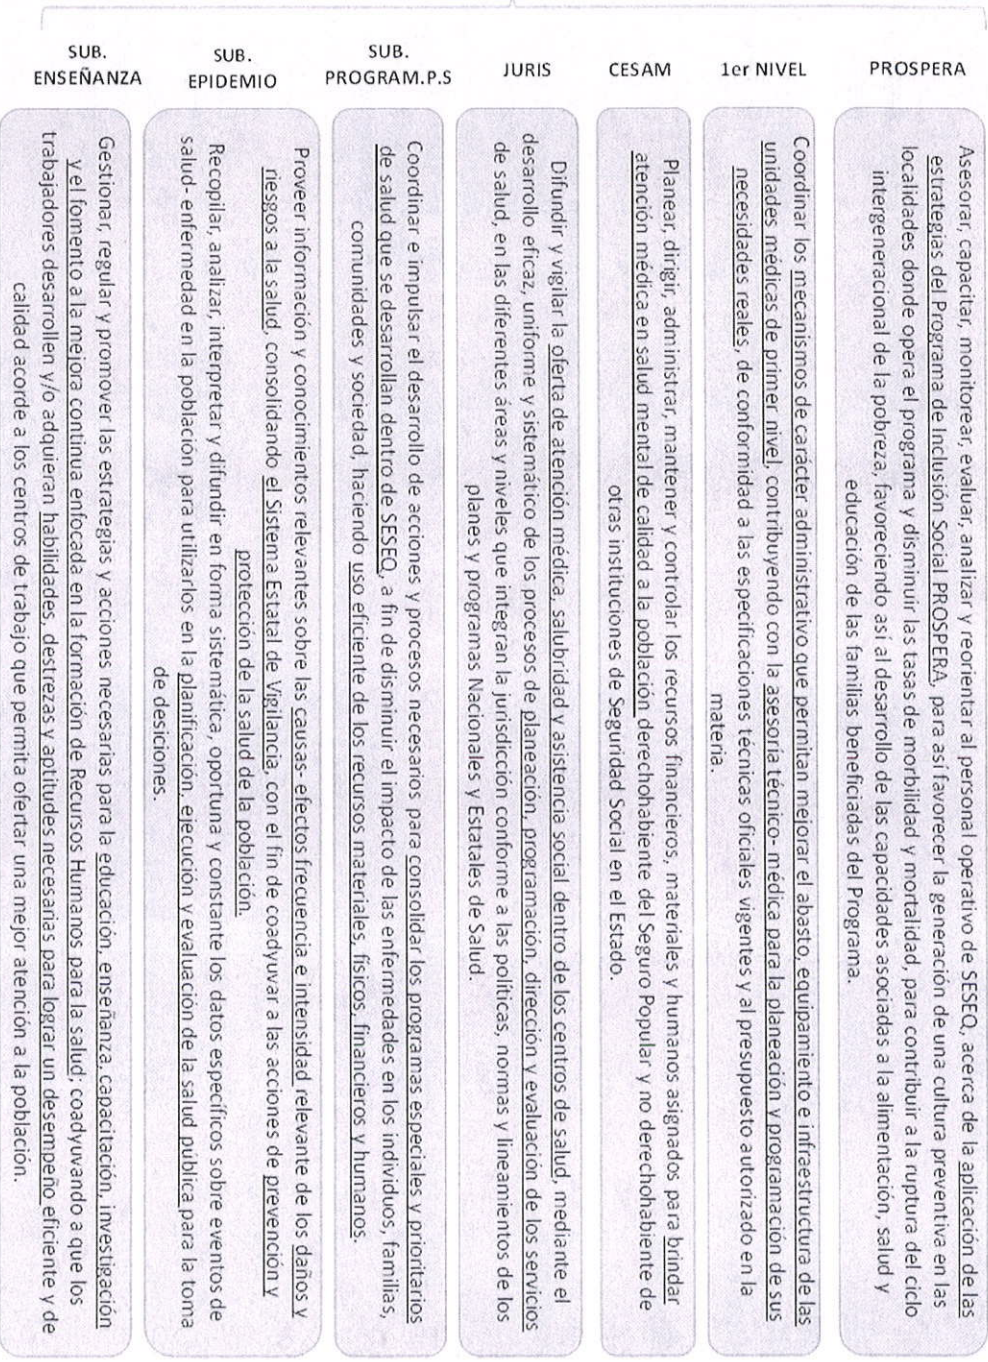 SUB.
ENSEÑANZA
Gestionar, regular y promover las estrategias y acciones necesarias para la educación, enseñanza, capacitación, investigación
y el fomento a la mejora continua enfocada en la formación de Recursos Humanos para la salud; coadyuvando a que los
trabajadores desarrollen y/o adquieran habilidades, destrezas y aptitudes necesarias para lograr un desempeño eficiente y de
calidad acorde a los centros de trabajo que permita ofertar una mejor atención a la población.
SUB.
EPIDEMIO
Proveer información y conocimientos relevantes sobre las causas- efectos frecuencia e intensidad relevante de los daños y
riesgos a la salud, consolidando el Sistema Estatal de Vigilancia, con el fin de coadyuvar a las acciones de prevención y
protección de la salud de la población.
Recopilar, analizar, interpretar y difundir en forma sistemática, oportuna y constante los datos específicos sobre eventos de
salud- enfermedad en la población para utilizarlos en la planificación, ejecución y evaluación de la salud pública para la toma
de desiciones.
SUB.
PROGRAM.P.S
Coordinar e impulsar el desarrollo de acciones y procesos necesarios para consolidar los programas especiales y prioritarios
de salud que se desarrollan dentro de SESEQ, a fin de disminuir el impacto de las enfermedades en los individuos, familias,
comunidades y sociedad, haciendo uso eficiente de los recursos materiales, físicos, financieros y humanos.
JURIS
Difundir y vigilar la oferta de atención médica, salubridad y asistencia social dentro de los centros de salud, mediante el
desarrollo eficaz, uniforme y sistemático de los procesos de planeación, programación, dirección y evaluación de los servicios
de salud, en las diferentes áreas y niveles que integran la jurisdicción conforme a las políticas, normas y lineamientos de los
planes y programas Nacionales y Estatales de Salud.
CESAM
Planear, dirigir, administrar, mantener y controlar los recursos financieros, materiales y humanos asignados para brindar
atención médica en salud mental de calidad a la población derechohabiente del Seguro Popular y no derechohabiente de
otras instituciones de Seguridad Social en el Estado.
1er NIVEL
Coordinar los mecanismos de carácter administrativo que permitan mejorar el abasto, equipamiento e infraestructura de las
unidades médicas de primer nivel, contribuyendo con la asesoría técnico- médica para la planeación y programación de sus
necesidades reales, de conformidad a las especificaciones técnicas oficiales vigentes y al presupuesto autorizado en la
materia.
PROSPERA
Asesorar, capacitar, monitorear, evaluar, analizar y reorientar al personal operativo de SESEQ, acerca de la aplicación de las
estrategias del Programa de Inclusión Social PROSPERA, para así favorecer la generación de una cultura preventiva en las
localidades donde opera el programa y disminuir las tasas de morbilidad y mortalidad, para contribuir a la ruptura del ciclo
intergeneracional de la pobreza, favoreciendo así al desarrollo de las capacidades asociadas a la alimentación, salud y
educación de las familias beneficiadas del Programa.